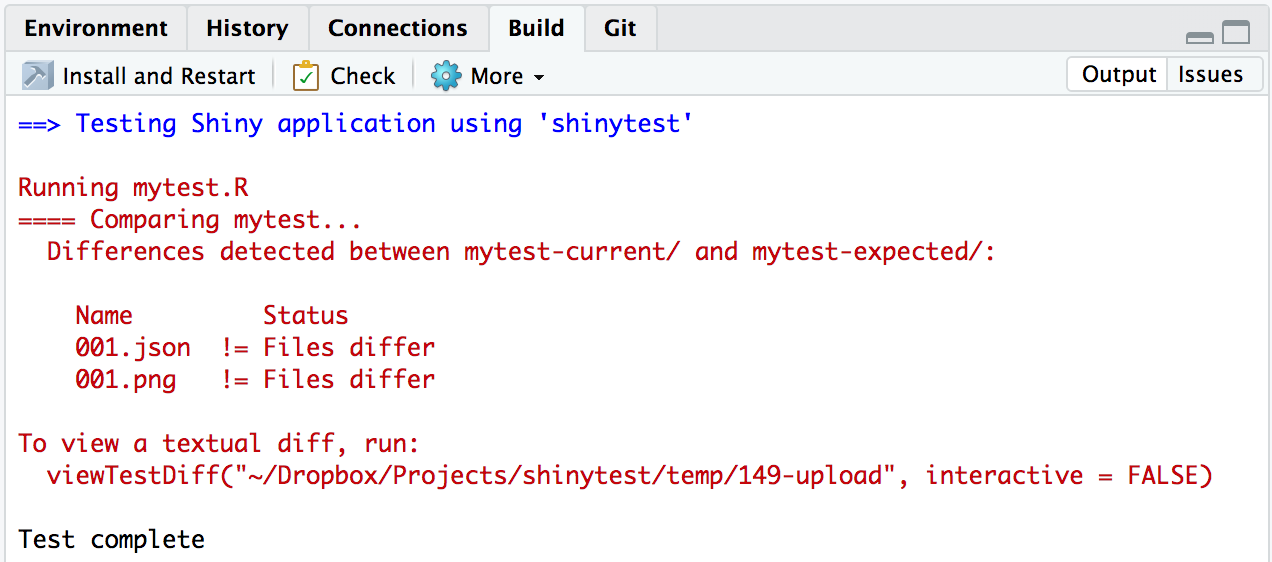 Environment History Connections Build Git
Install and Restart Check More Output Issues
==> Testing Shiny application using 'shinytest'
Running mytest.R
==== Comparing mytest...
Differences detected between mytest-current/ and mytest-expected/:
Name Status
001.json != Files differ
001.png != Files differ
To view a textual diff, run:
viewTestDiff("~/Dropbox/Projects/shinytest/temp/149-upload", interactive = FALSE)
Test complete